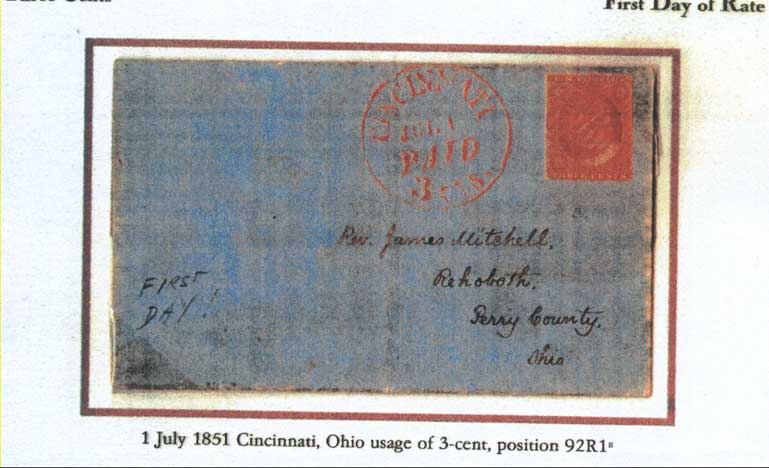 First Day of Rate
CINCINNATI
JUL 1
PAID
3 cts.
THREE CENTS
Rev. James Mitchell,
Rehoboth,
Perry County,
Ohio
FIRST
DAY!
1 July 1851 Cincinnati, Ohio usage of 3-cent, position 92R1